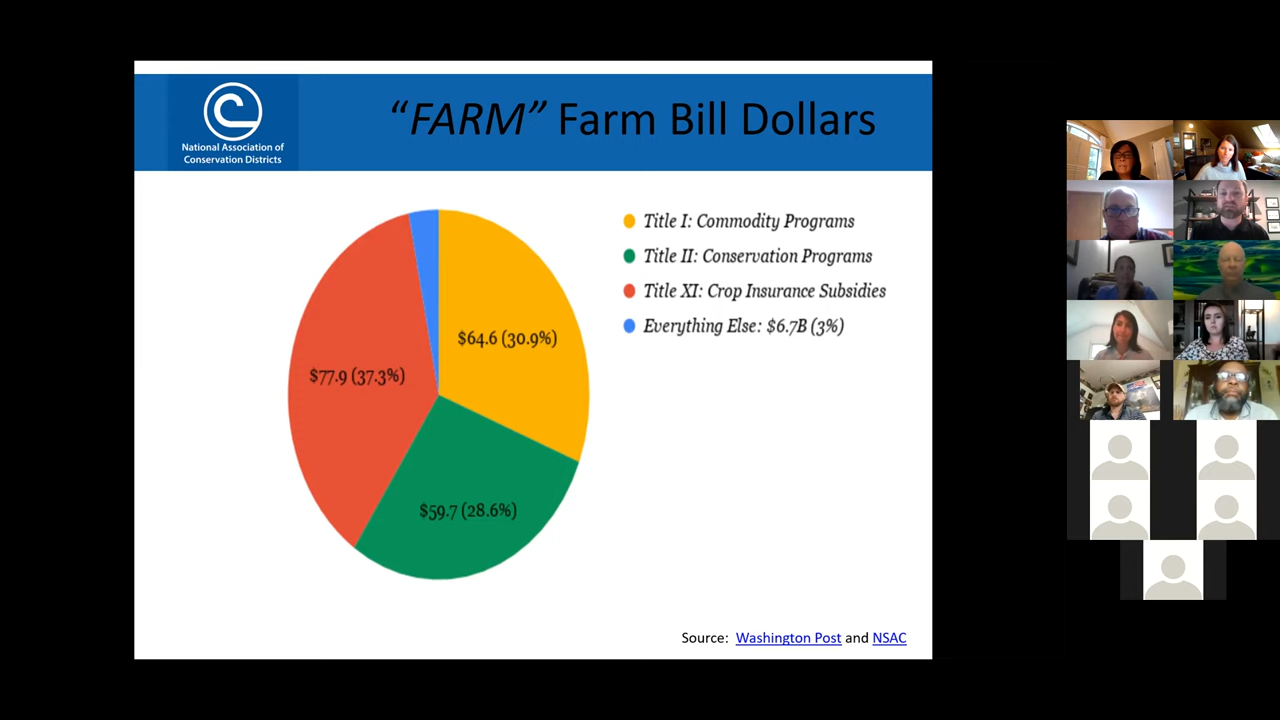 National Association of
Conservation Districts
“FARM” Farm Bill Dollars
Title I: Commodity Programs
Title II: Conservation Programs
Title XI: Crop Insurance Subsidies
Everything Else: $6.7B (3%)
$64.6 (30.9%)
$77.9 (37.3%)
$59.7 (28.6%)
Source: Washington Post and NSAC